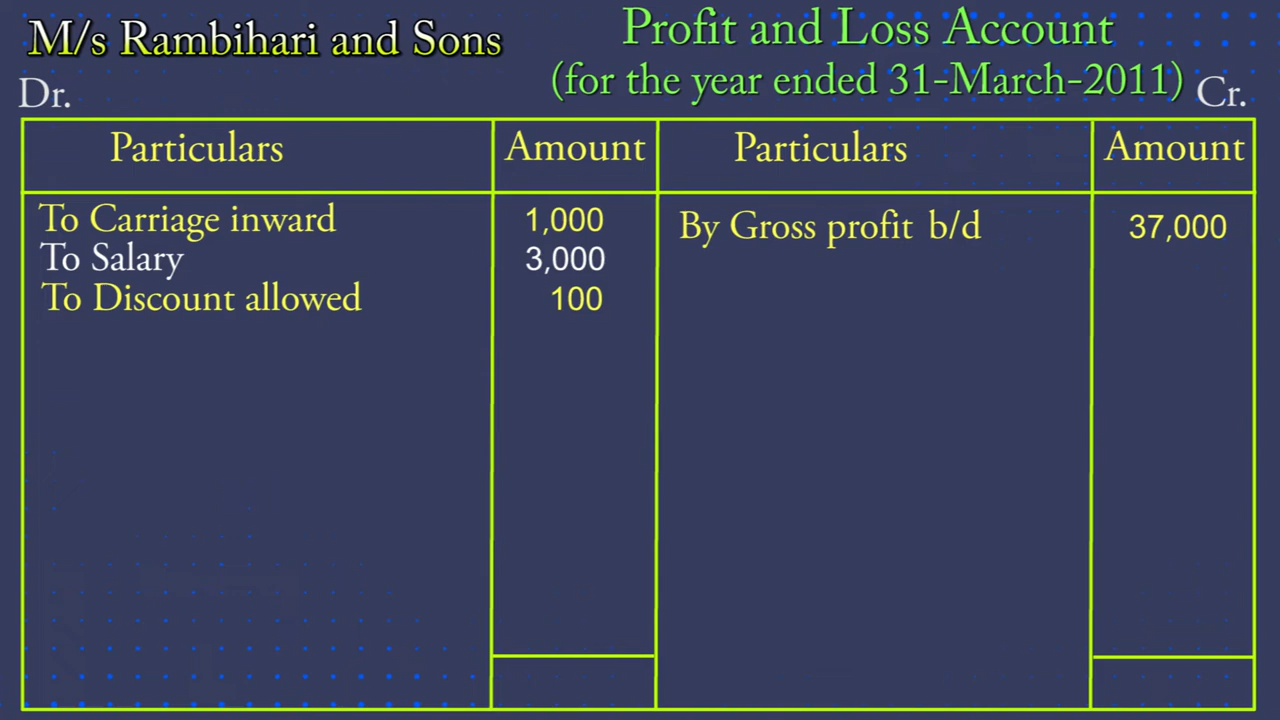 M/s Rambihari and Sons
Profit and Loss Account
(for the year ended 31-March-2011)
Dr.
Cr.
Particulars Amount Particulars Amount
To Carriage inward 1,000 By Gross profit b/d 37,000
To Salary 3,000
To Discount allowed 100